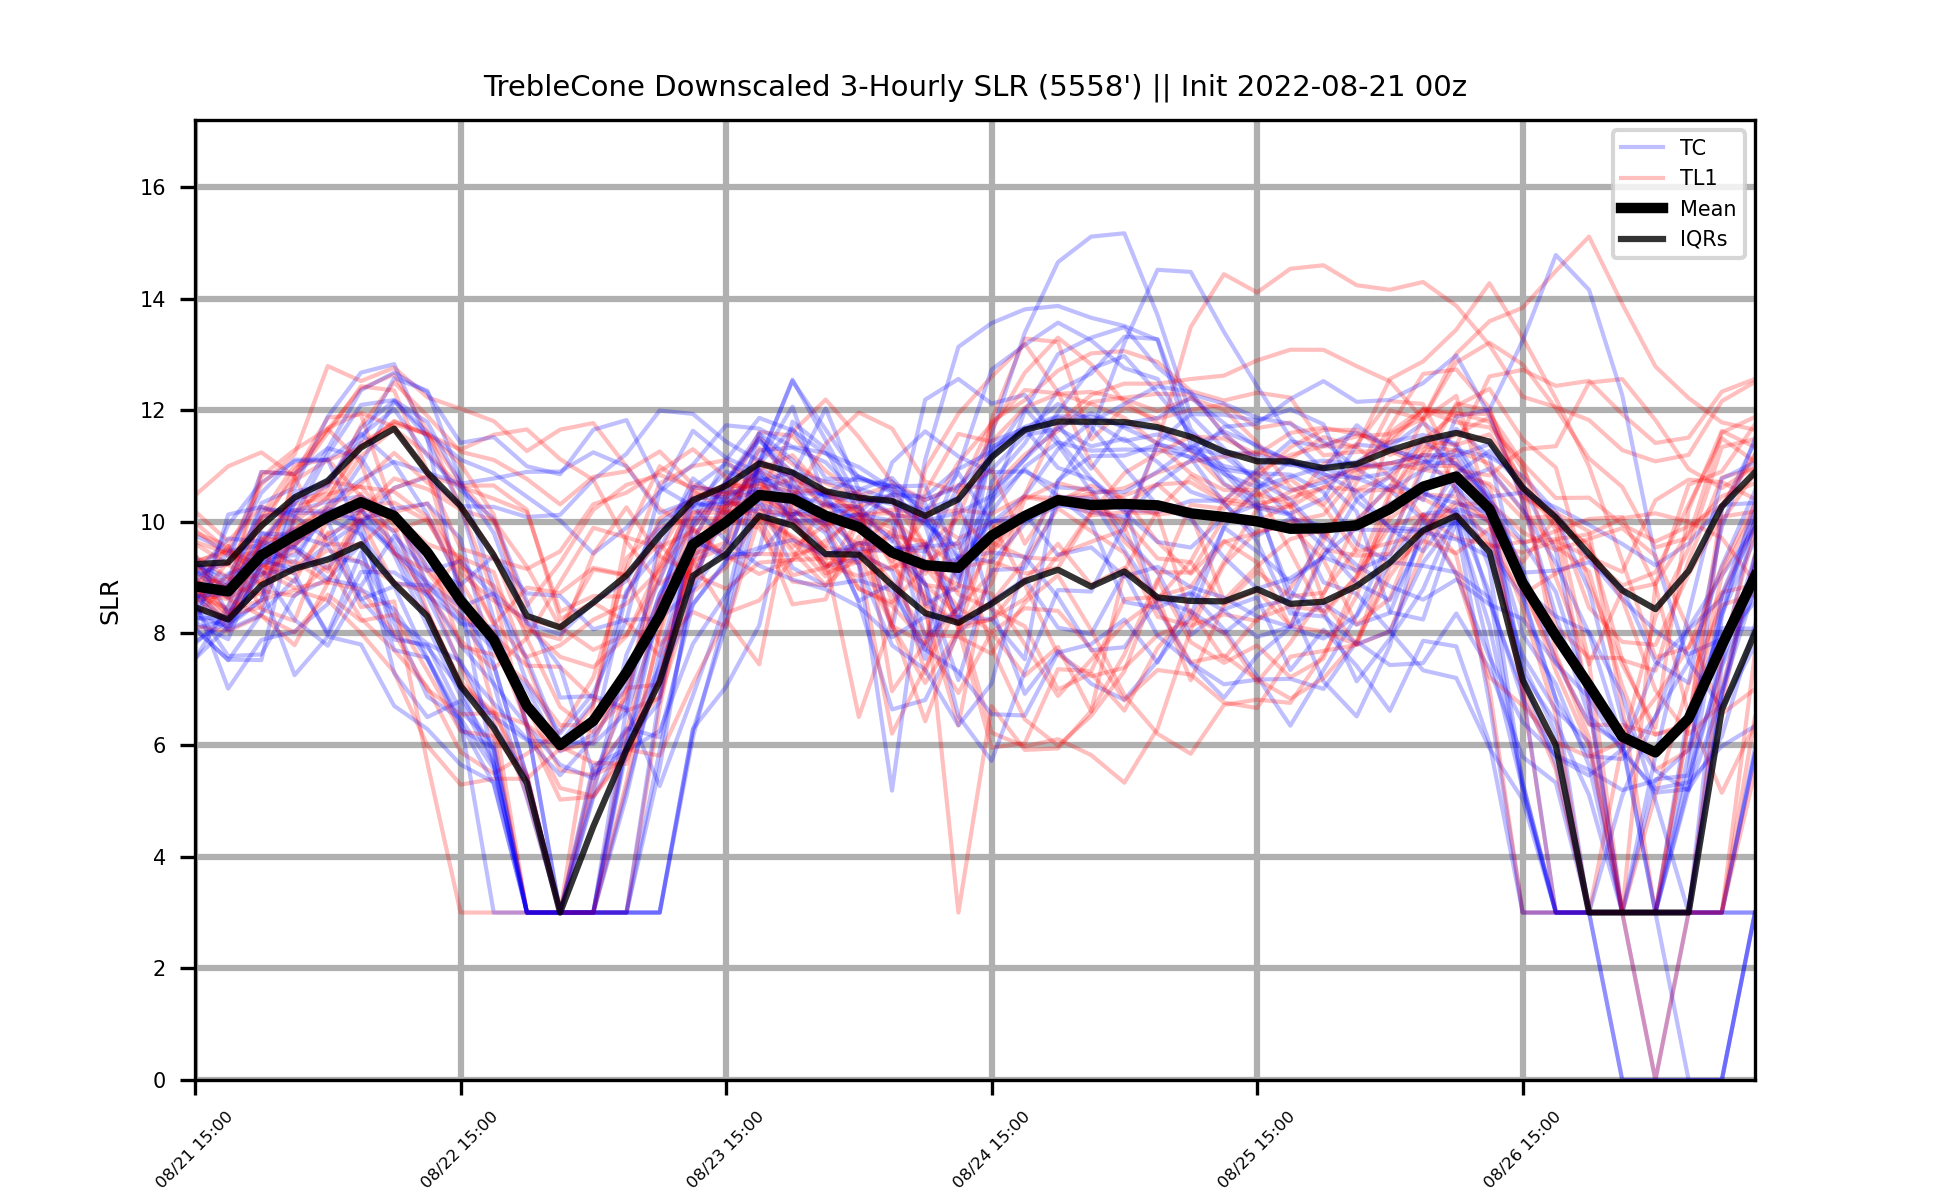 TrebleCone Downscaled 3-Hourly SLR (5558') || Init 2022-08-21 00z
TC
TL1
Mean
IQRs
SLR
16
14
12
10
8
6
4
2
0
08/21 15:00
08/22 15:00
08/23 15:00
08/24 15:00
08/25 15:00
08/26 15:00